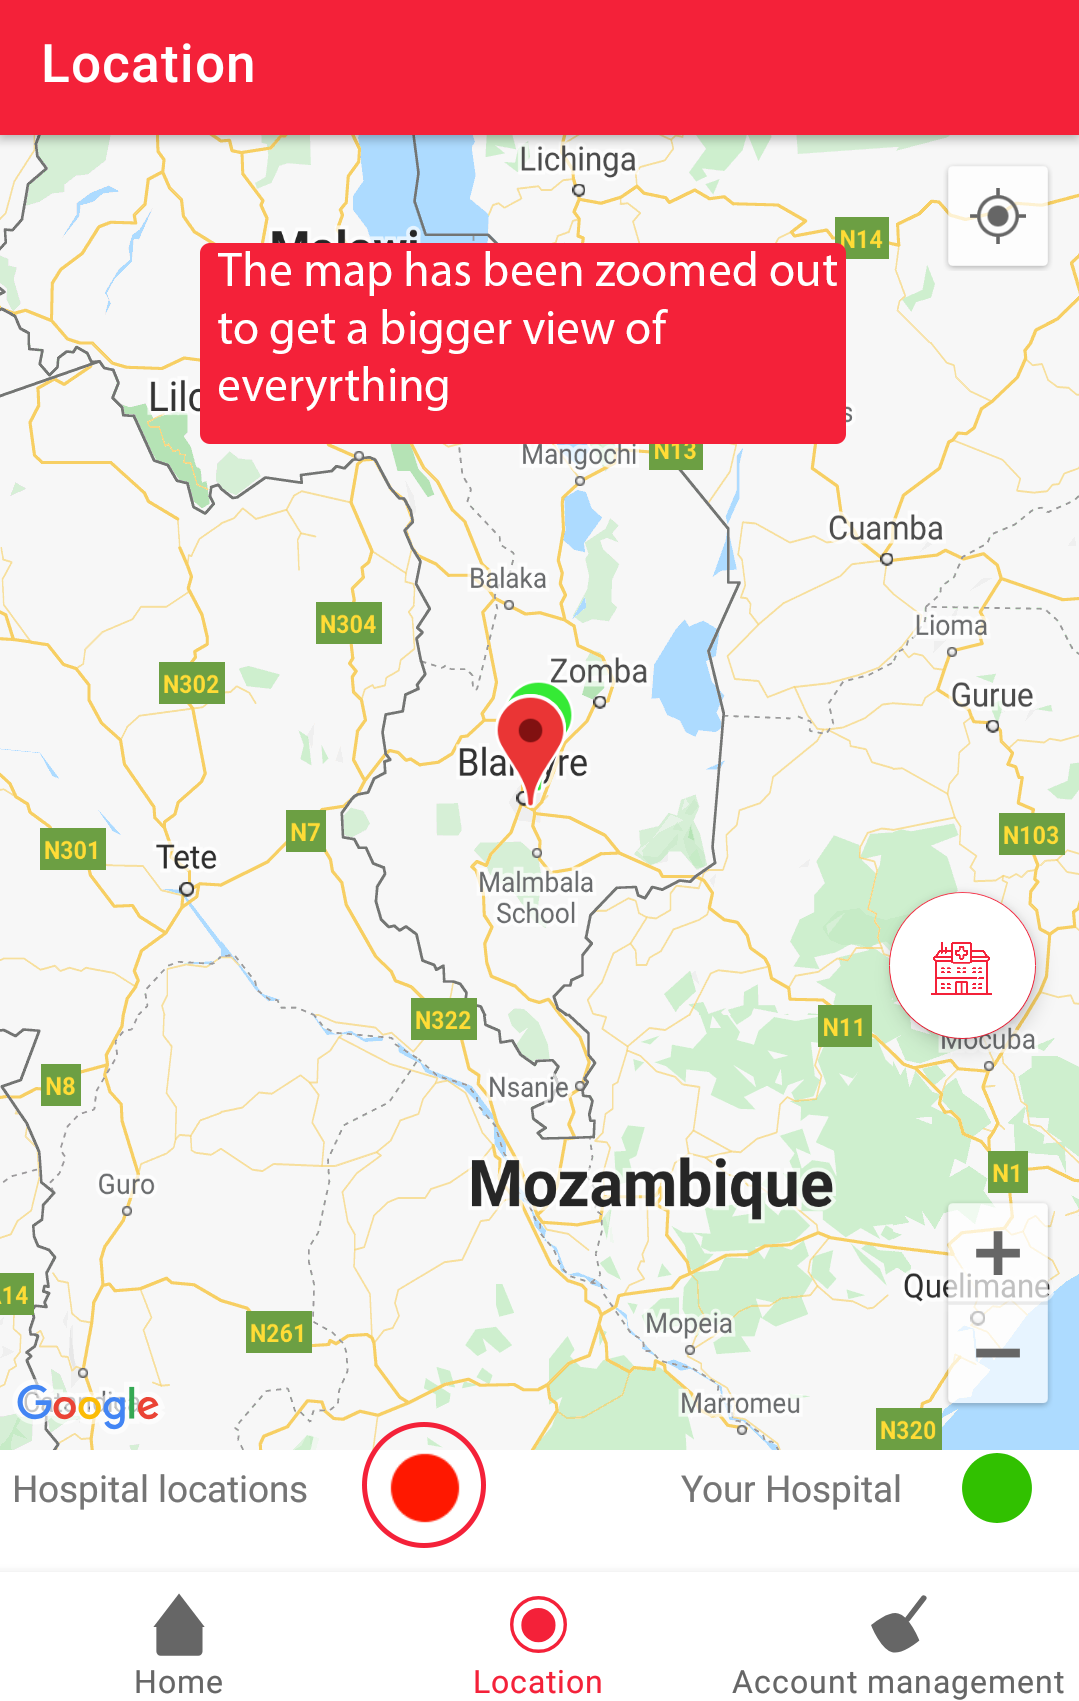 Location
Lichinga
N14
The map has been zoomed out
to get a bigger view of
everyrthing
Mangochi
N13
Cuamba
Balaka
N304
Lioma
Zomba
N302
Gurue
N7
N103
N301
Tete
Malmbala
School
N322
N11
Mocuba
N8
Nsanje
Mozambique
N1
Guro
Quelimane
N261
Mopeia
Google
Marromeu
N320
Hospital locations
Your Hospital
Home
Location
Account management